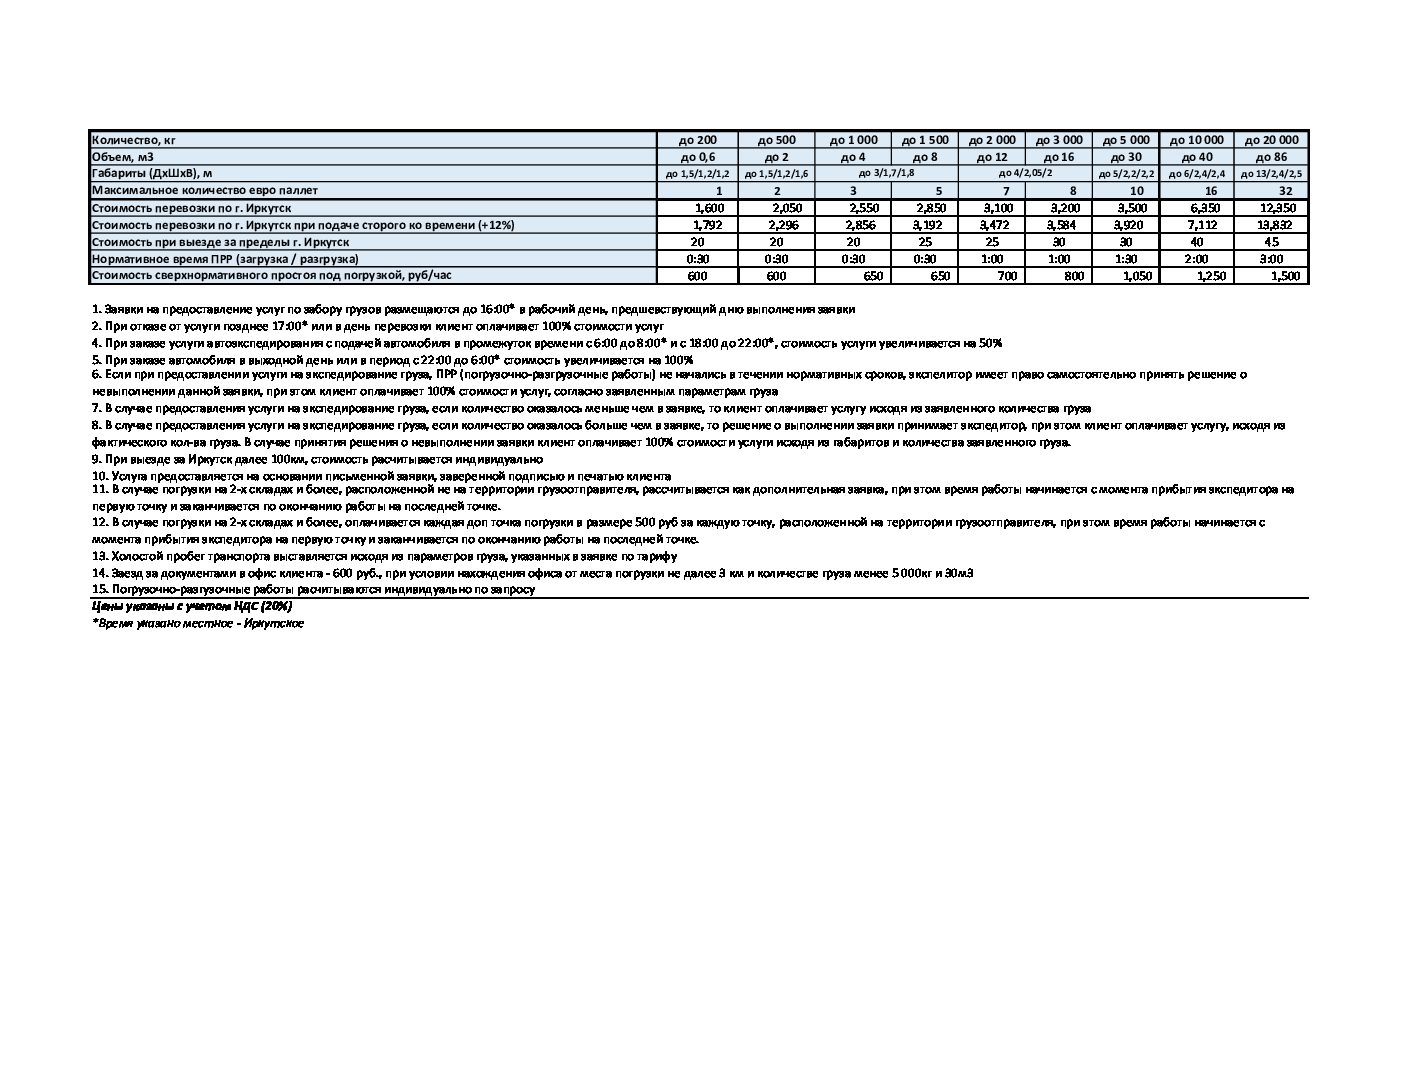 Количество, кг до 200 до 500 до 1 000 до 1 500 до 2 000 до 3 000 до 5 000 до 10 000 до 20 000
Объем, м3 до 0,6 до 2 до 4 до 8 до 12 до 16 до 30 до 40 до 86
Габариты (ДхШхВ), м до 1,5/1,2/1,2 до 1,5/1,2/1,6 до 3/1,7/1,8 до 4/2,05/2 до 5/2,2/2,2 до 6/2,4/2,4 до 13/2,4/2,5
Максимальное количество евро паллет 1 2 3 5 7 8 10 16 32
Стоимость перевозки по г. Иркутск 1,600 2,050 2,550 2,850 3,100 3,200 3,500 6,350 12,350
Стоимость перевозки по г. Иркутск при подаче сторого ко времени (+12%) 1,792 2,296 2,856 3,192 3,472 3,584 3,920 7,112 13,832
Стоимость при выезде за пределы г. Иркутск 20 20 20 25 25 30 30 40 45
Нормативное время ПРР (загрузка / разгрузка) 0:30 0:30 0:30 0:30 1:00 1:00 1:30 2:00 3:00
Стоимость сверхнормативного простоя под погрузкой, руб/час 600 600 650 650 700 800 1,050 1,250 1,500
1. Заявки на предоставление услуг по забору грузов размещаются до 16:00* в рабочий день, предшевствующий дню выполнения заявки
2. При отказе от услуги позднее 17:00* или в день перевозки клиент оплачивает 100% стоимости услуг
4. При заказе услуги автоэкспедирования с подачей автомобиля в промежуток времени с 6:00 до 8:00* и с 18:00 до 22:00*, стоимость услуги увеличивается на 50%
5. При заказе автомобиля в выходной день или в период с 22:00 до 6:00* стоимость увеличивается на 100%
6. Если при предоставлении услуги на экспедирование груза, ПРР (погрузочно-разгрузочные работы) не начались в течении нормативных сроков, экспелитор имеет право самостоятельно принять решение о
невыполнении данной заявки, при этом клиент оплачивает 100% стоимости услуг, согласно заявленным параметрам груза
7. В случае предоставления услуги на экспедирование груза, если количество оказалось меньше чем в заявке, то клиент оплачивает услугу исходя из заявленного количества груза
8. В случае предоставления услуги на экспедирование груза, если количество оказалось больше чем в заявке, то решение о выполнении заявки принимает экспедитор, при этом клиент оплачивает услугу, исходя из
фактического кол-ва груза. В случае принятия решения о невыполнении заявки клиент оплачивает 100% стоимости услуги исходя из габаритов и количества заявленного груза.
9. При выезде за Иркутск далее 100км, стоимость расчитывается индивидуально
10. Услуга предоставляется на основании письменной заявки, заверенной подписью и печатью клиента
11. В случае погрузки на 2-х складах и более, расположенной не на территории грузоотправителя, рассчитывается как дополнительная заявка, при этом время работы начинается с момента прибытия экспедитора на
первую точку и заканчивается по окончанию работы на последней точке.
12. В случае погрузки на 2-х складах и более, оплачивается каждая доп точка погрузки в размере 500 руб за каждую точку, расположенной на территории грузоотправителя, при этом время работы начинается с
момента прибытия экспедитора на первую точку и заканчивается по окончанию работы на последней точке.
13. Холостой пробег транспорта выставляется исходя из параметров груза, указанных в заявке по тарифу
14. Заезд за документами в офис клиента - 600 руб., при условии нахождения офиса от места погрузки не далее 3 км и количестве груза менее 5 000кг и 30м3
15. Погрузочно-разгузочные работы расчитываются индивидуально по запросу
Цены указаны с учетом НДС (20%)
*Время указано местное - Иркутское